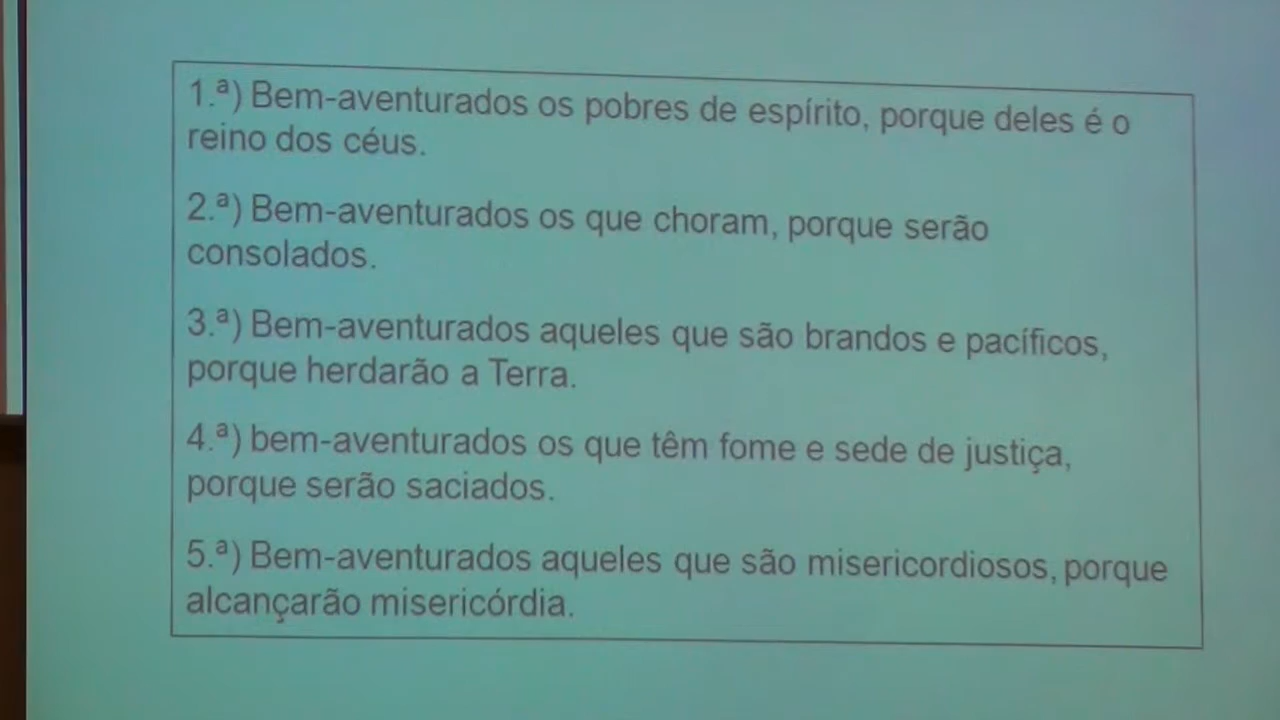 1.ª) Bem-aventurados os pobres de espírito, porque deles é o
reino dos céus.
2.ª) Bem-aventurados os que choram, porque serão
consolados.
3.ª) Bem-aventurados aqueles que são brandos e pacíficos,
porque herdarão a Terra.
4.ª) bem-aventurados os que têm fome e sede de justiça,
porque serão saciados.
5.ª) Bem-aventurados aqueles que são misericordiosos, porque
alcançarão misericórdia.